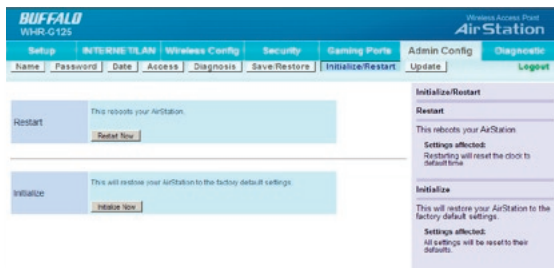 BUFFALO
WHR-G125
Wireless Access Point
AirStation
Setup INTERNET/LAN Wireless Config Security Gaming Ports Admin Config Diagnostic
Name Password Date Access Diagnosis Save/Restore Initialize/Restart Update Logout
Restart
This reboots your AirStation.
Restart Now
Initialize
This will restore your AirStation to the factory default settings.
Initialize Now
Initialize/Restart
Restart
This reboots your AirStation
Settings affected:
Restarting will reset the clock to
default time
Initialize
This will restore your AirStation to the
factory default settings.
Settings affected:
All settings will be reset to their
defaults.